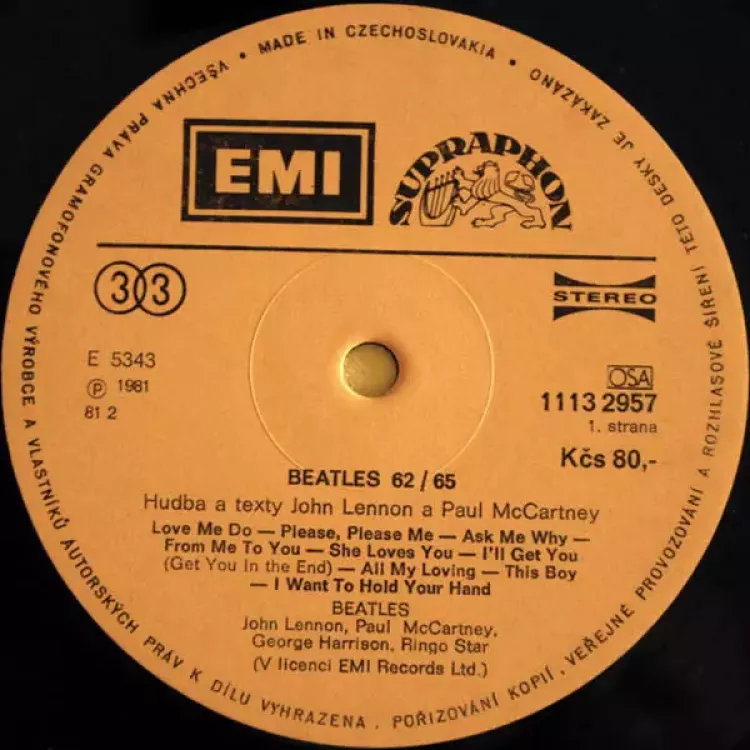 VŠECHNA PRÁVA GRAMOFONOVÉHO VÝROBCE A VLASTNÍKŮ AUTORSKÝCH PRÁV K DÍLU VYHRAZENA . POŘIZOVÁNÍ KOPIÍ, VEŘEJNÉ PROVOZOVÁNÍ A ROZHLASOVÉ ŠÍŘENÍ TÉTO DESKY JE ZAKÁZÁNO • MADE IN CZECHOSLOVAKIA •
EMI
SUPRAPHON
33
STEREO
E 5343
Ⓟ 1981
81 2
OSA
1113 2957
1. strana
Kčs 80,-
BEATLES 62/65
Hudba a texty John Lennon a Paul McCartney
Love Me Do — Please, Please Me — Ask Me Why —
From Me To You — She Loves You — I'll Get You
(Get You In the End) — All My Loving — This Boy
— I Want To Hold Your Hand
BEATLES
John Lennon, Paul McCartney,
George Harrison, Ringo Star
(V licenci EMI Records Ltd.)